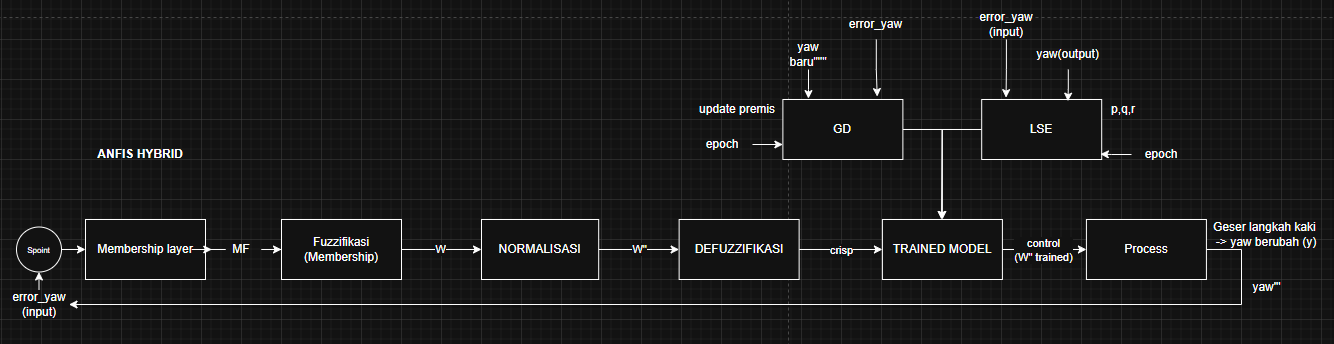 error_yaw
error_yaw
(input)
yaw
baru""'
yaw(output)
update premis
GD
LSE
p,q,r
epoch
epoch
ANFIS HYBRID
Spoint
Membership layer
MF
Fuzzifikasi
(Membership)
W
NORMALISASI
W"
DEFUZZIFIKASI
crisp
TRAINED MODEL
control
(W" trained)
Process
Geser langkah kaki
-> yaw berubah (y)
yaw'"
error_yaw
(input)